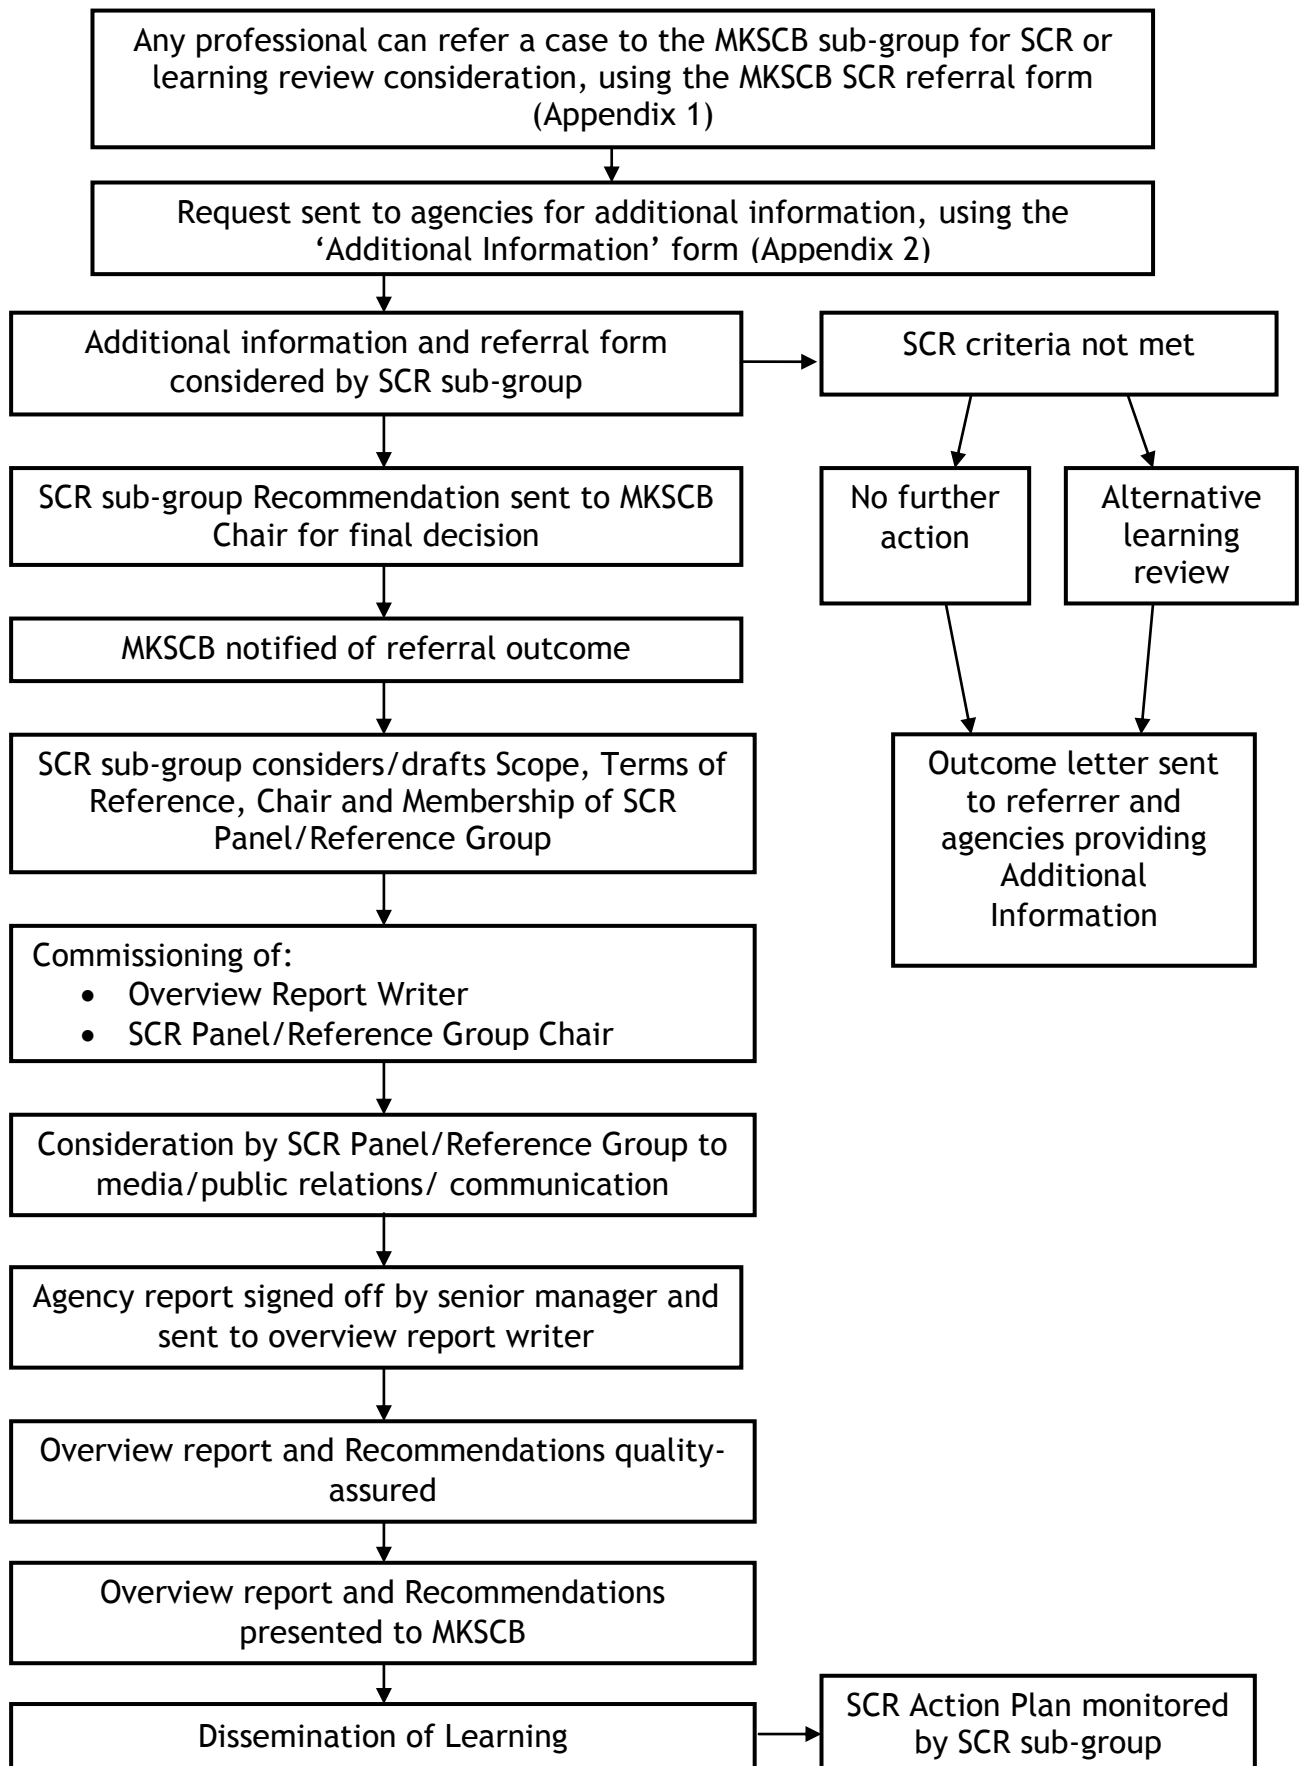 Any professional can refer a case to the MKSCB sub-group for SCR or
learning review consideration, using the MKSCB SCR referral form
(Appendix 1)
Request sent to agencies for additional information, using the
‘Additional Information’ form (Appendix 2)
Additional information and referral form
considered by SCR sub-group
SCR criteria not met
SCR sub-group Recommendation sent to MKSCB
Chair for final decision
No further
action
Alternative
learning
review
MKSCB notified of referral outcome
SCR sub-group considers/drafts Scope, Terms of
Reference, Chair and Membership of SCR
Panel/Reference Group
Outcome letter sent
to referrer and
agencies providing
Additional
Information
Commissioning of:
• Overview Report Writer
• SCR Panel/Reference Group Chair
Consideration by SCR Panel/Reference Group to
media/public relations/ communication
Agency report signed off by senior manager and
sent to overview report writer
Overview report and Recommendations quality-
assured
Overview report and Recommendations
presented to MKSCB
Dissemination of Learning
SCR Action Plan monitored
by SCR sub-group